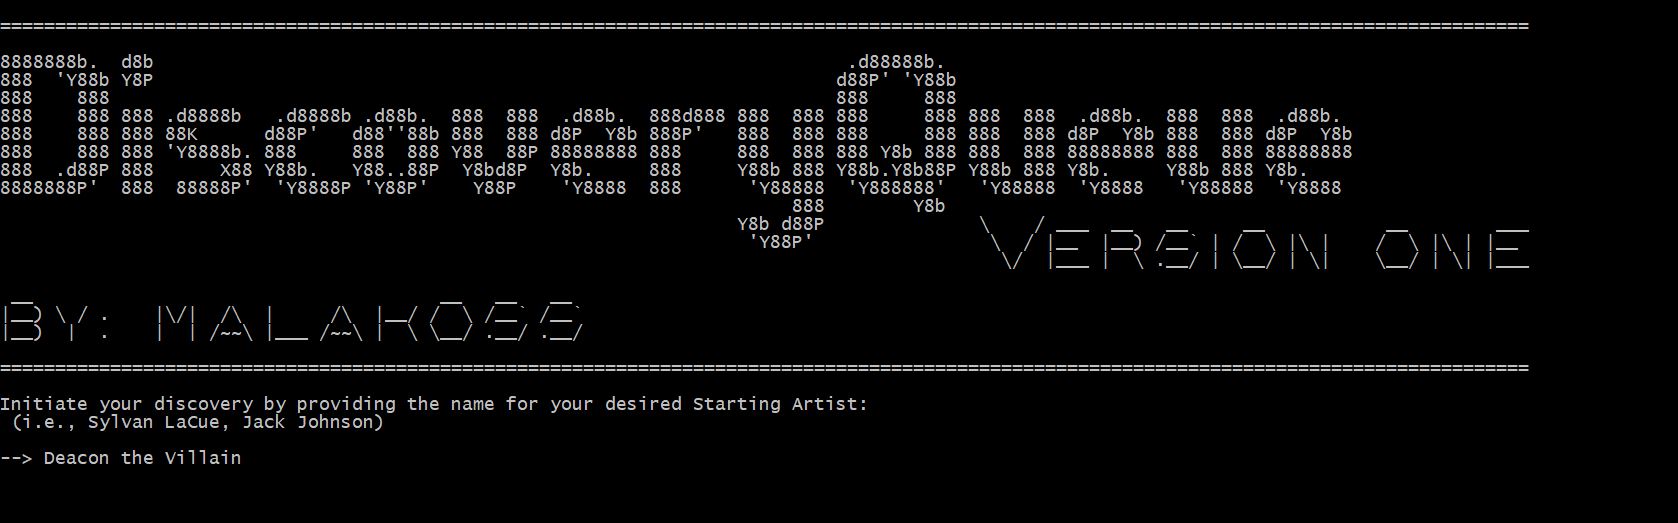 DiscoveryQueue
VERSION ONE
BY: MALAKOSS
Initiate your discovery by providing the name for your desired Starting Artist:
(i.e., Sylvan LaCue, Jack Johnson)
--> Deacon the Villain